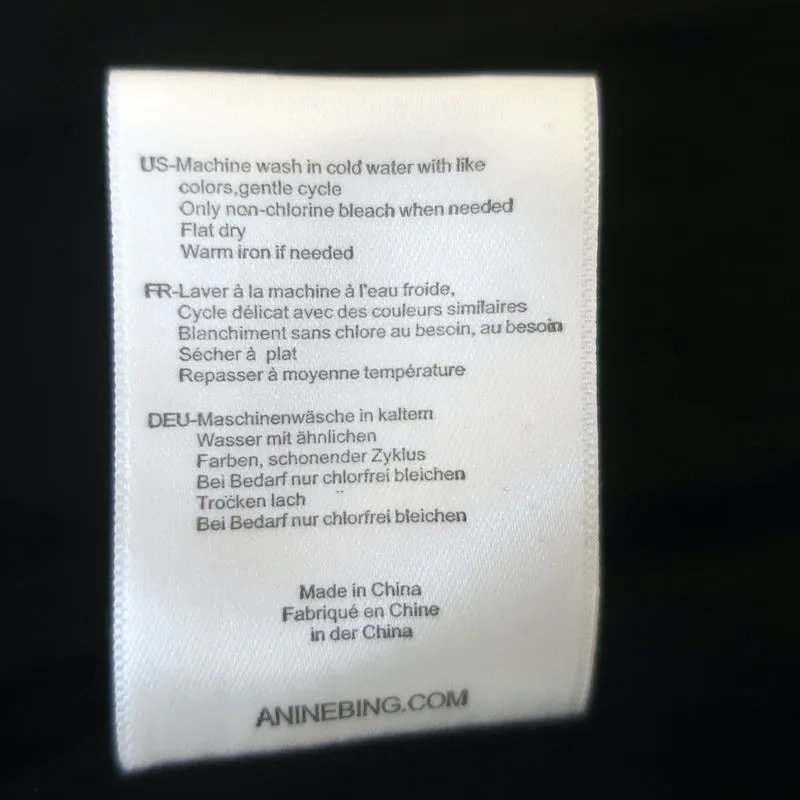 US-Machine wash in cold water with like
colors,gentle cycle
Only non-chlorine bleach when needed
Flat dry
Warm iron if needed
FR-Laver à la machine à l'eau froide,
Cycle délicat avec des couleurs similaires
Blanchiment sans chlore au besoin, au besoin
Sécher à plat
Repasser à moyenne température
DEU-Maschinenwäsche in kaltem
Wasser mit ähnlichen
Farben, schonender Zyklus
Bei Bedarf nur chlorfrei bleichen
Trocken lach
Bei Bedarf nur chlorfrei bleichen
Made in China
Fabriqué en Chine
in der China
ANINEBING.COM